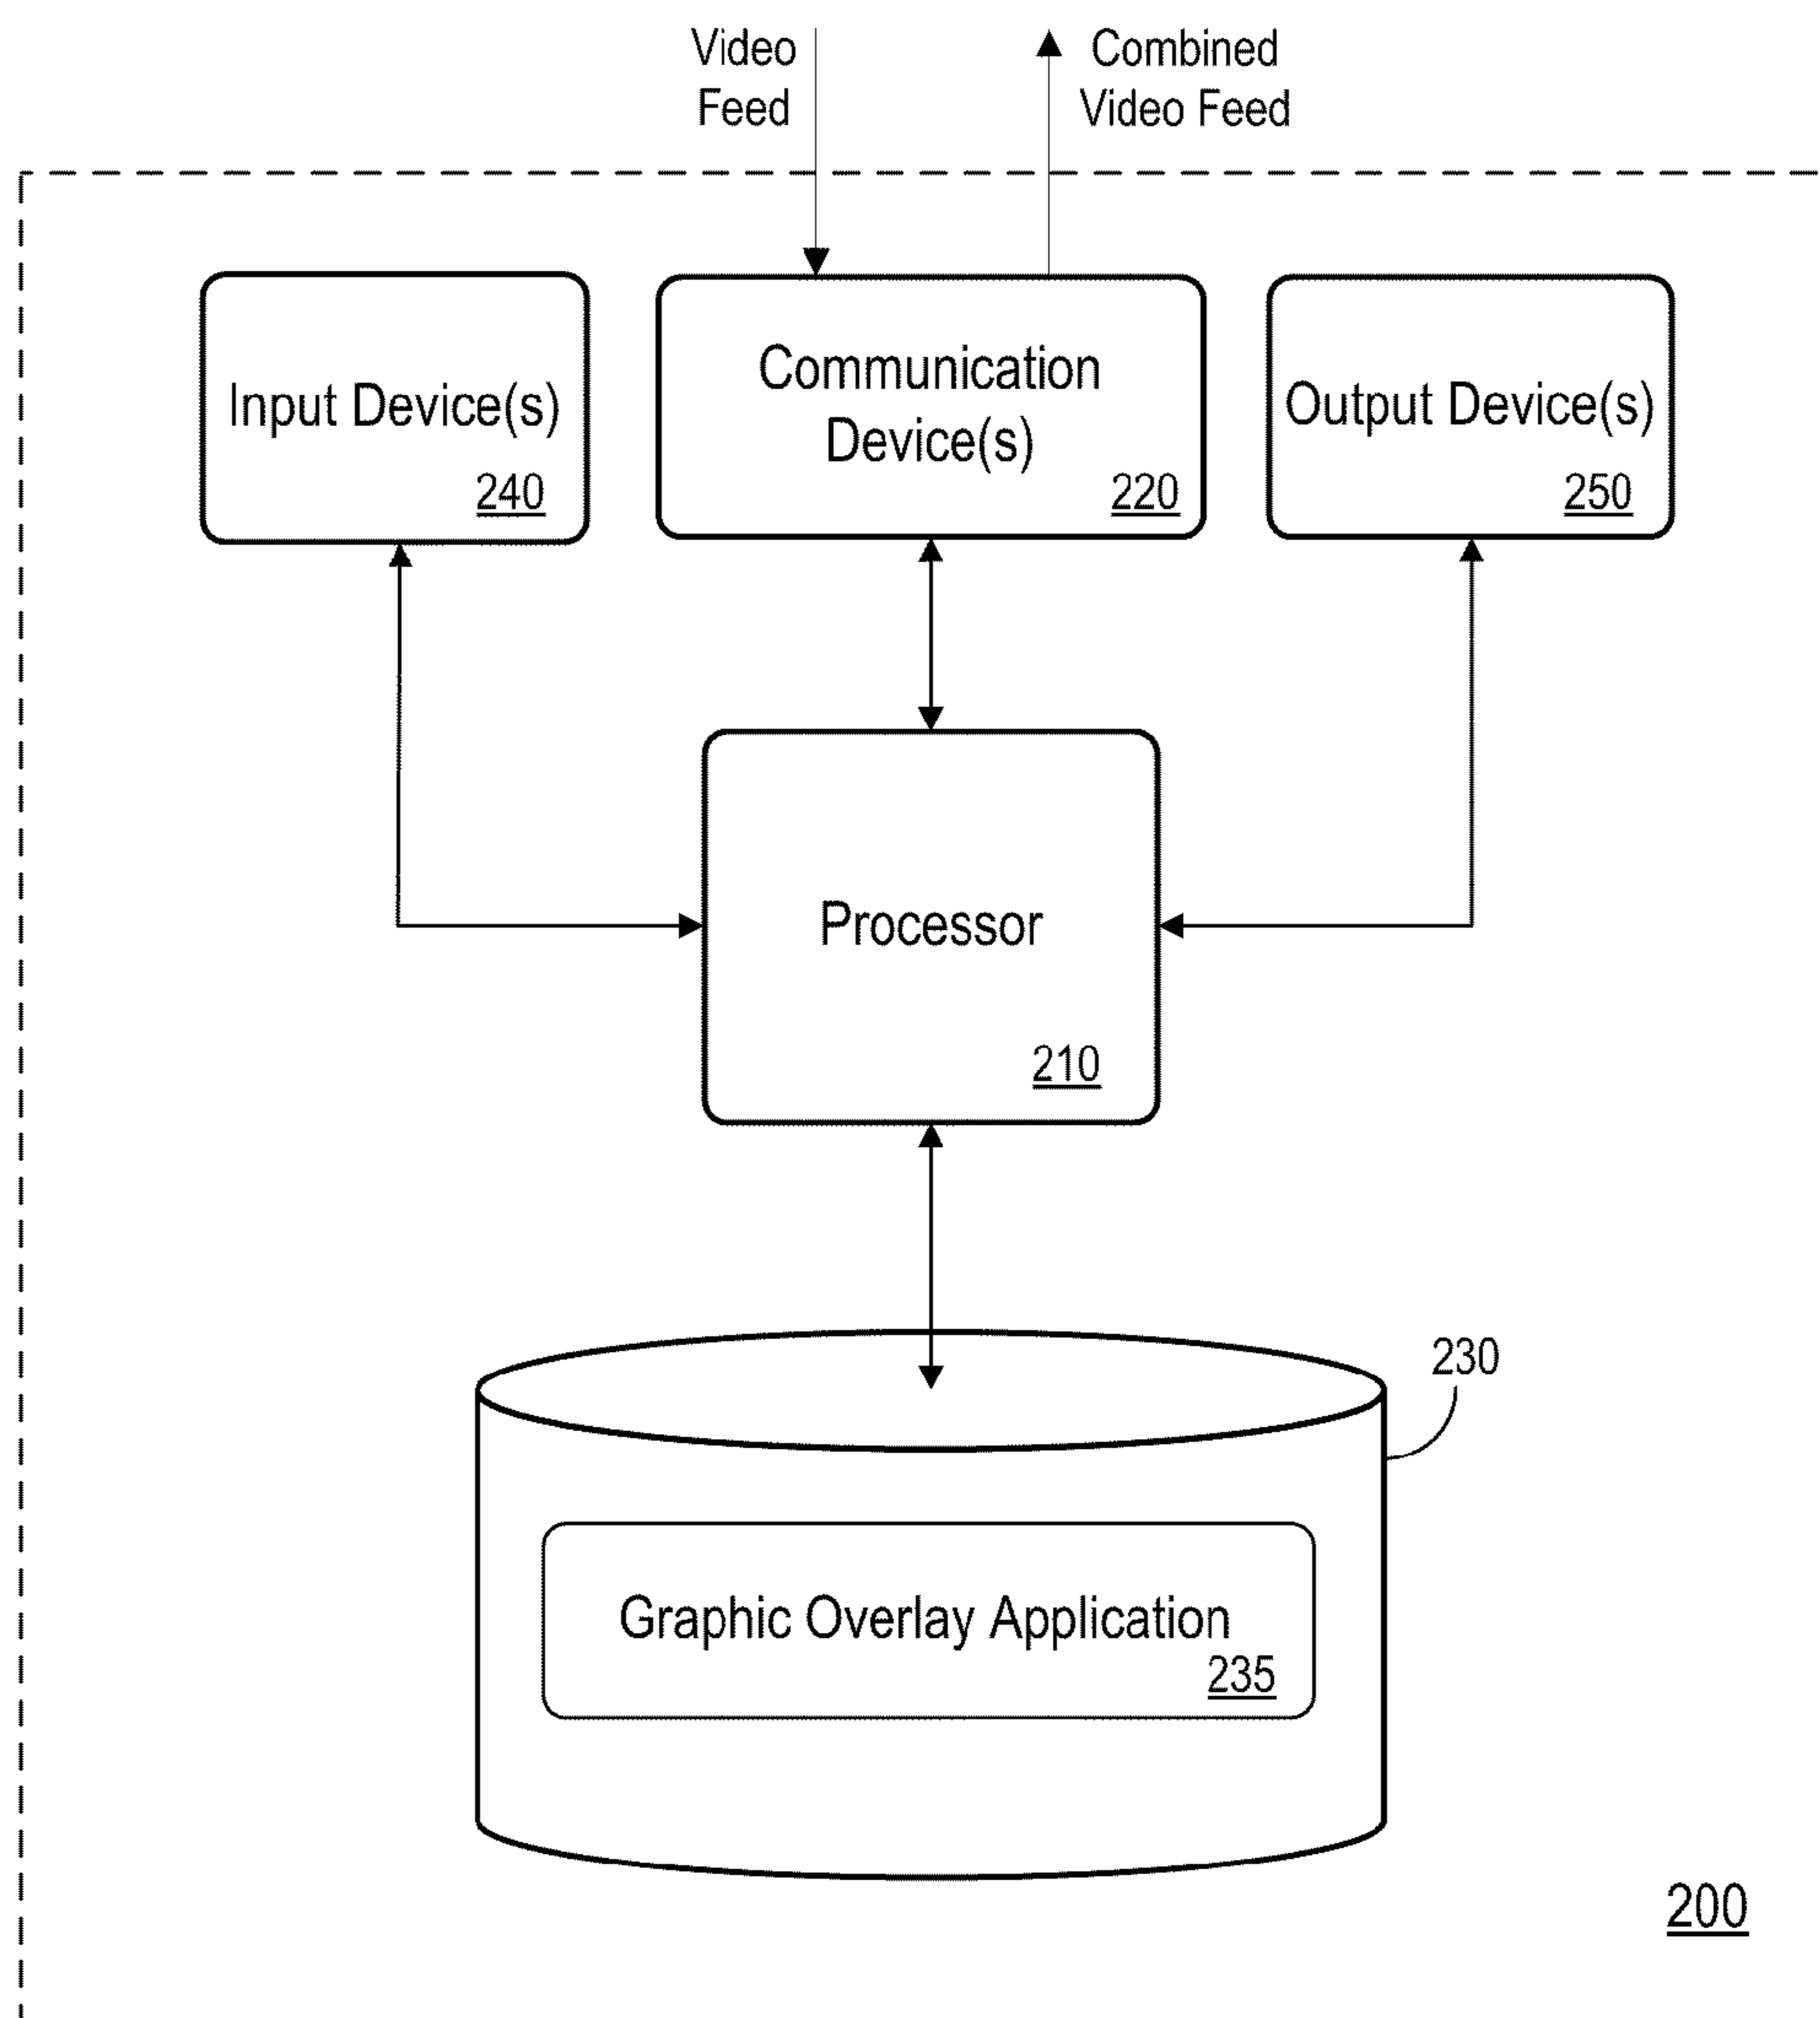 Video
Feed
Combined
Video Feed
Input Device(s)
240
Communication
Device(s)
220
Output Device(s)
250
Processor
210
230
Graphic Overlay Application
235
200